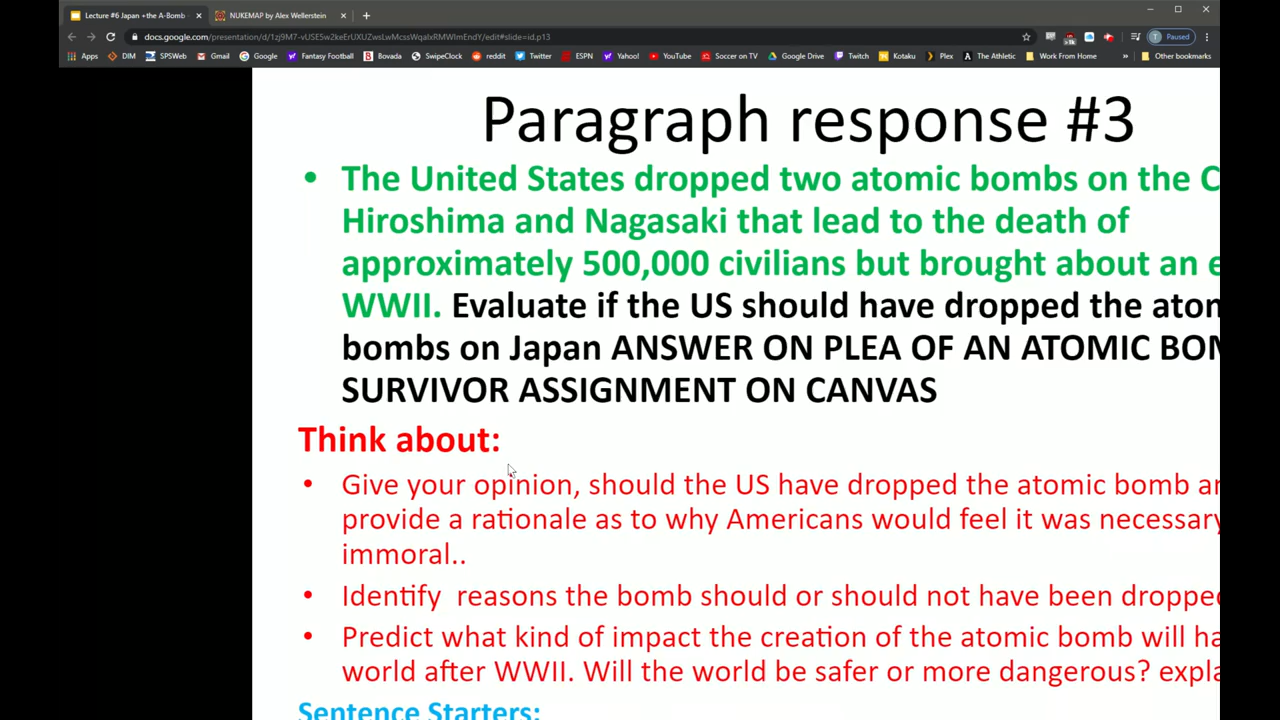 Lecture #6 Japan +the A-Bomb
NUKEMAP by Alex Wellerstein
docs.google.com/presentation/d/1zj9M7-vUSE5w2keErUXUZwsLwMcssWqaIxRMWlmEndY/edit#slide=id.p13
Paused
Apps DIM SPSWeb Gmail Google Fantasy Football Bovada SwipeClock reddit Twitter ESPN Yahoo! YouTube Soccer on TV Google Drive Twitch Kotaku Plex The Athletic Work From Home » Other bookmarks
Paragraph response #3
• The United States dropped two atomic bombs on the C
Hiroshima and Nagasaki that lead to the death of
approximately 500,000 civilians but brought about an e
WWII. Evaluate if the US should have dropped the atom
bombs on Japan ANSWER ON PLEA OF AN ATOMIC BOM
SURVIVOR ASSIGNMENT ON CANVAS
Think about:
• Give your opinion, should the US have dropped the atomic bomb an
provide a rationale as to why Americans would feel it was necessary
immoral..
• Identify reasons the bomb should or should not have been dropped
• Predict what kind of impact the creation of the atomic bomb will ha
world after WWII. Will the world be safer or more dangerous? expla
Sentence Starters: